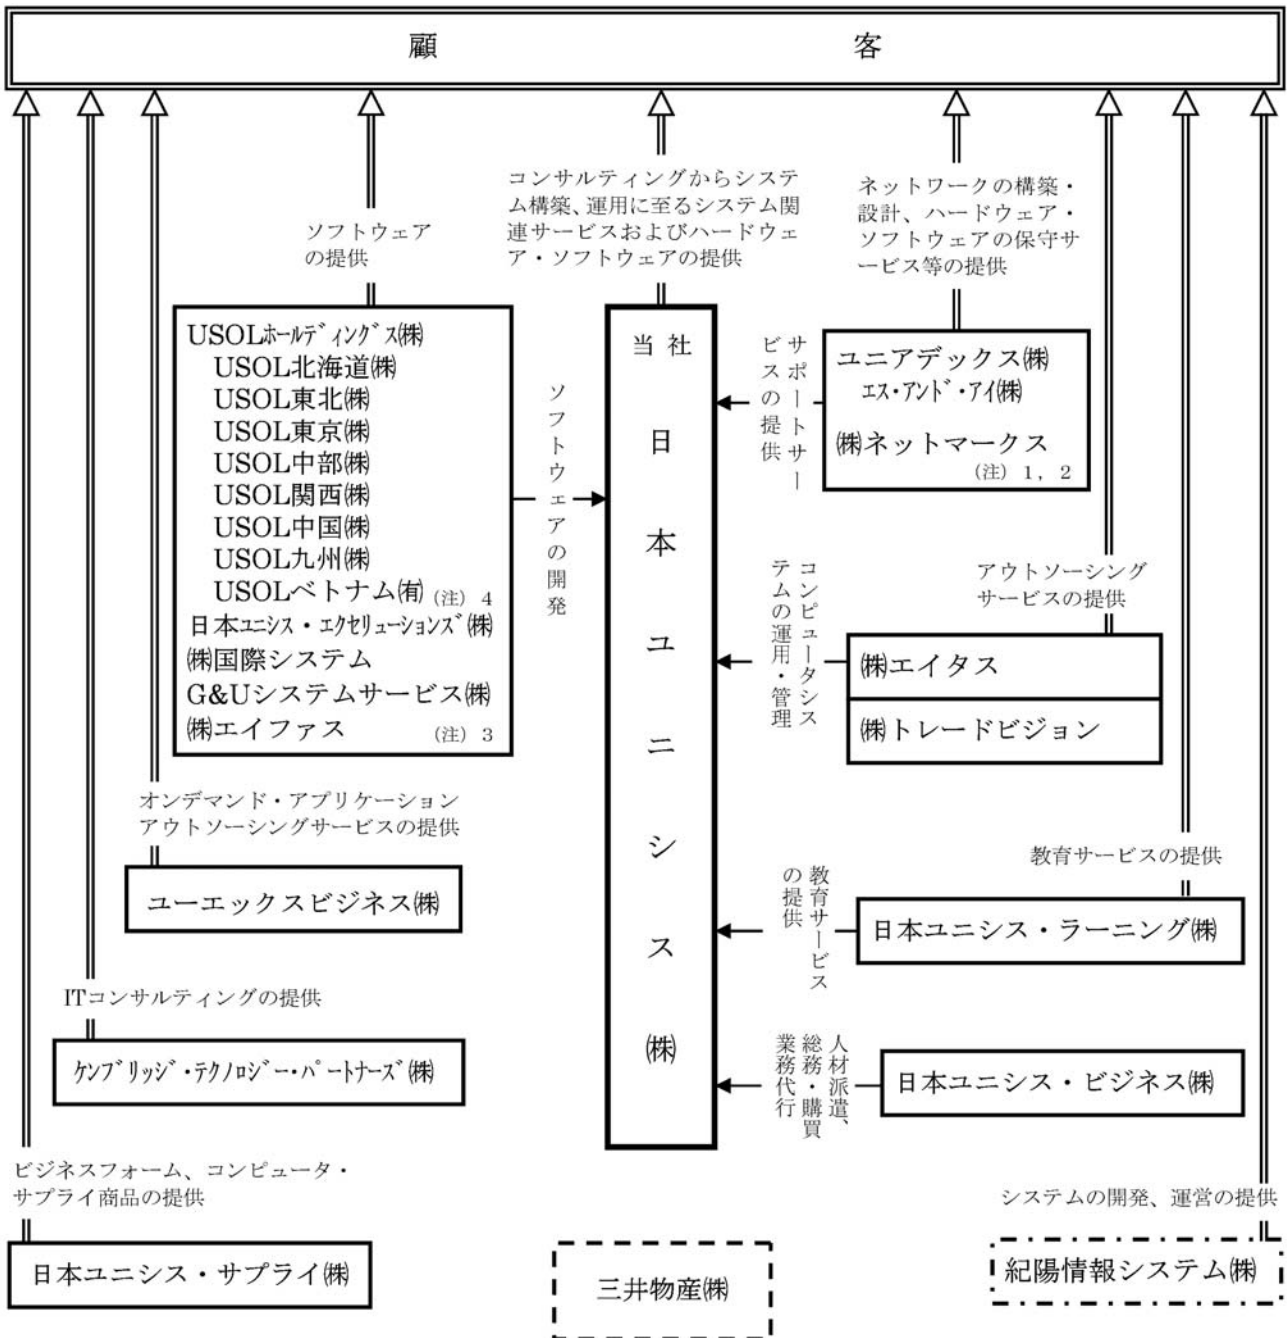 顧客
ソフトウェア
の提供
コンサルティングからシステ
ム構築、運用に至るシステム関
連サービスおよびハードウェ
ア・ソフトウェアの提供
ネットワークの構築・
設計、ハードウェア・
ソフトウェアの保守サ
ービス等の提供
USOLホールディングス㈱
USOL北海道㈱
USOL東北㈱
USOL東京㈱
USOL中部㈱
USOL関西㈱
USOL中国㈱
USOL九州㈱
USOLベトナム㈲(注)4
日本ユニシス・エクセリューションズ㈱
㈱国際システム
G&Uシステムサービス㈱
㈱エイファス (注)3
ソフトウェアの開発
当社
日本ユニシス㈱
サポートサー
ビスの提供
ユニアデックス㈱
エス・アンド・アイ㈱
㈱ネットマークス
(注)1,2
コンピュータシス
テムの運用・管理
アウトソーシング
サービスの提供
㈱エイタス
㈱トレードビジョン
オンデマンド・アプリケーション
アウトソーシングサービスの提供
ユーエックスビジネス㈱
教育サービス
の提供
教育サービスの提供
日本ユニシス・ラーニング㈱
ITコンサルティングの提供
ケンブリッジ・テクノロジー・パートナーズ㈱
人材派遣、
総務・購買
業務代行
日本ユニシス・ビジネス㈱
ビジネスフォーム、コンピュータ・
サプライ商品の提供
日本ユニシス・サプライ㈱
三井物産㈱
システムの開発、運営の提供
紀陽情報システム㈱